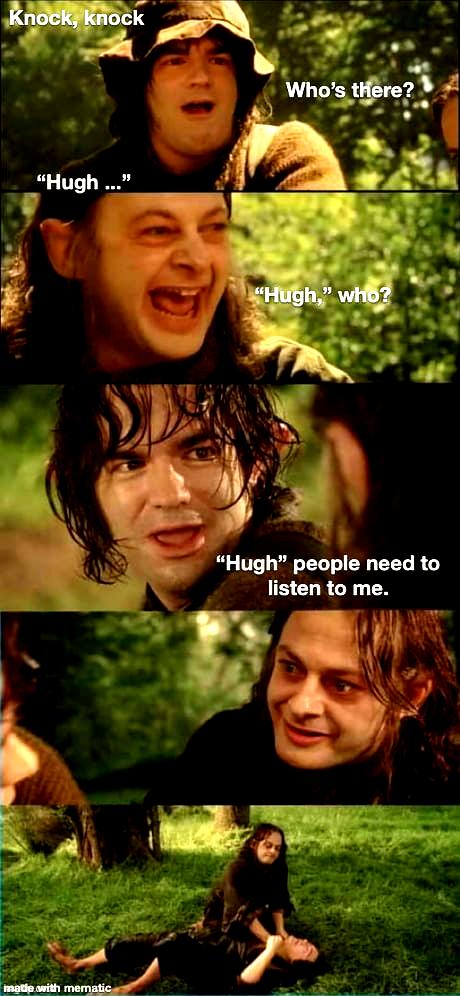 Knock, knock
Who's there?
“Hugh ...”
“Hugh,” who?
“Hugh” people need to
listen to me.
made with mematic